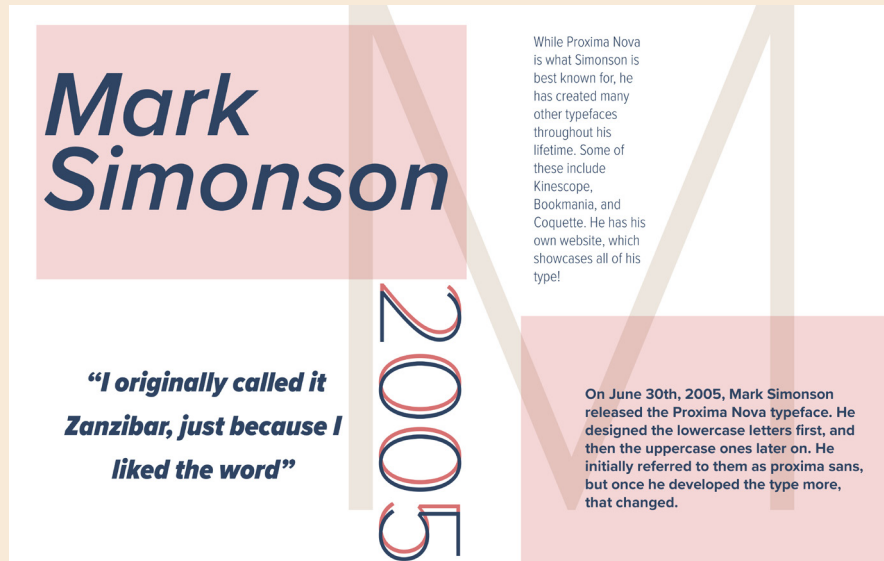 Mark
Simonson
While Proxima Nova
is what Simonson is
best known for, he
has created many
other typefaces
throughout his
lifetime. Some of
these include
Kinescope,
Bookmania, and
Coquette. He has his
own website, which
showcases all of his
type!
2005
“I originally called it
Zanzibar, just because I
liked the word”
On June 30th, 2005, Mark Simonson
released the Proxima Nova typeface. He
designed the lowercase letters first, and
then the uppercase ones later on. He
initially referred to them as proxima sans,
but once he developed the type more,
that changed.
M